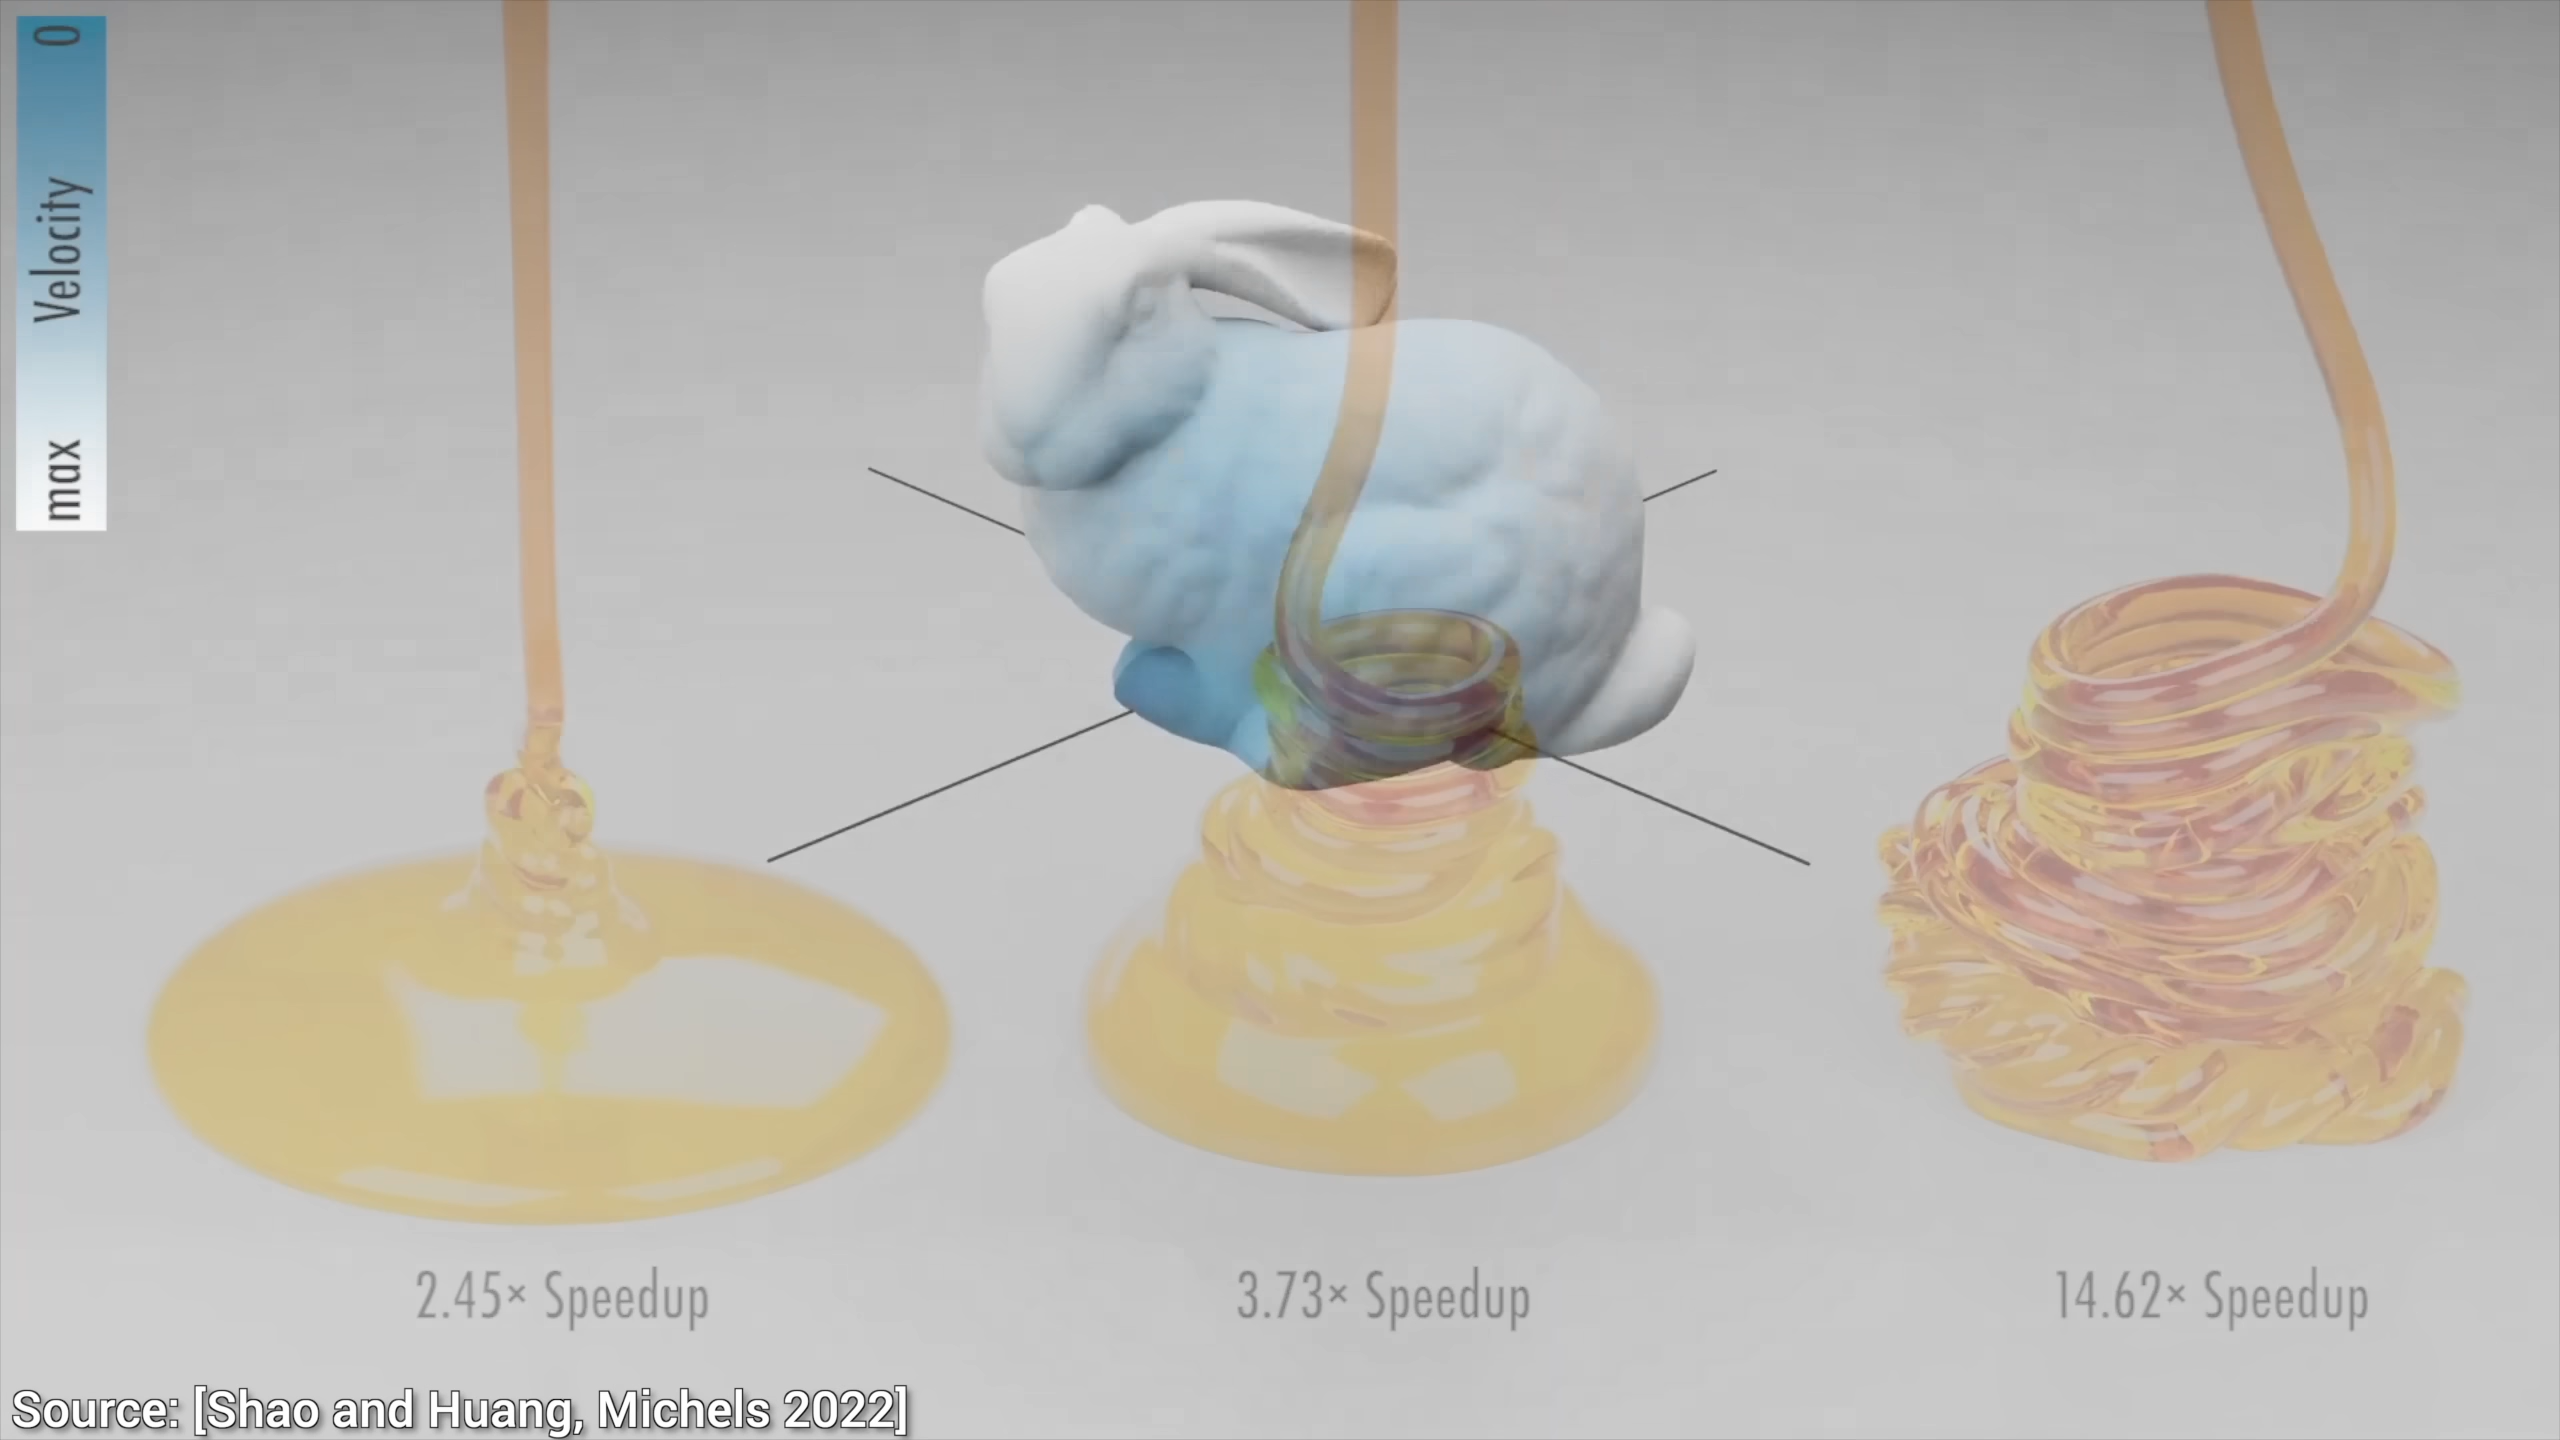 0
Velocity
max
2.45× Speedup
3.73× Speedup
14.62× Speedup
Source: [Shao and Huang, Michels 2022]